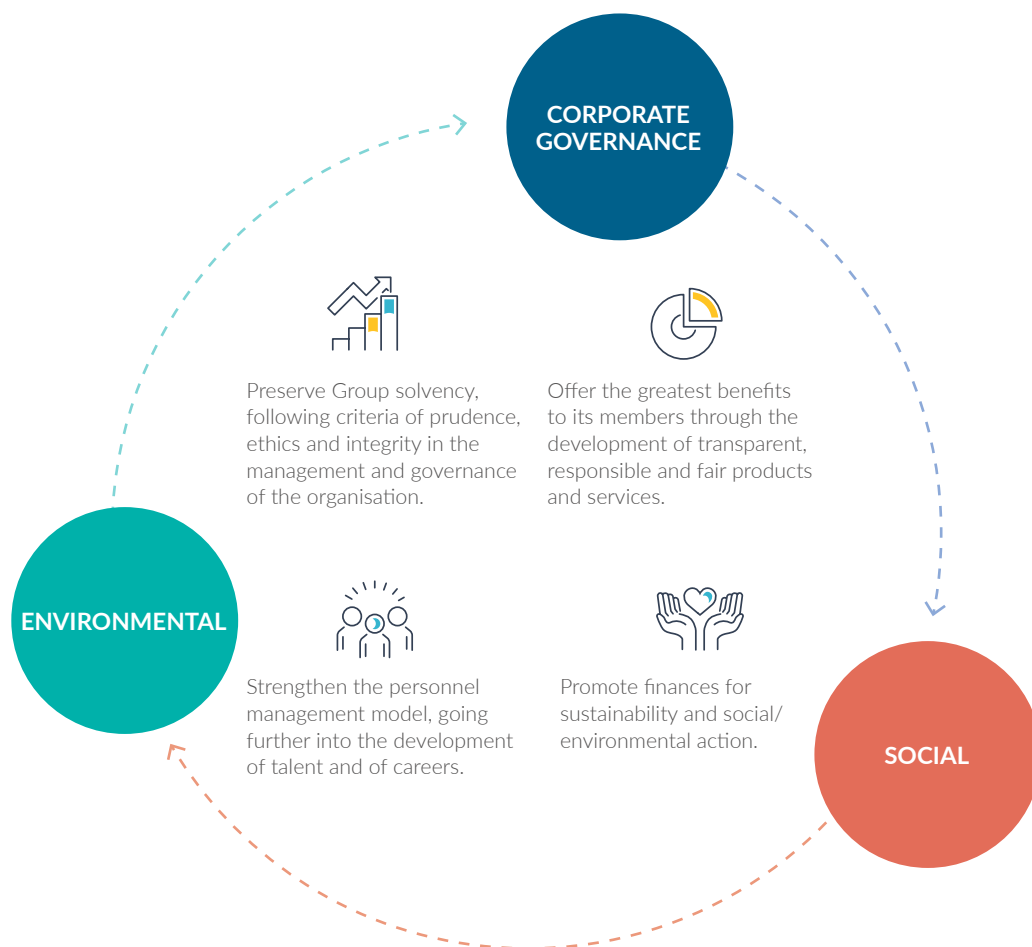 CORPORATE
GOVERNANCE
Preserve Group solvency,
following criteria of prudence,
ethics and integrity in the
management and governance
of the organisation.
Offer the greatest benefits
to its members through the
development of transparent,
responsible and fair products
and services.
ENVIRONMENTAL
Strengthen the personnel
management model, going
further into the development
of talent and of careers.
Promote finances for
sustainability and social/
environmental action.
SOCIAL